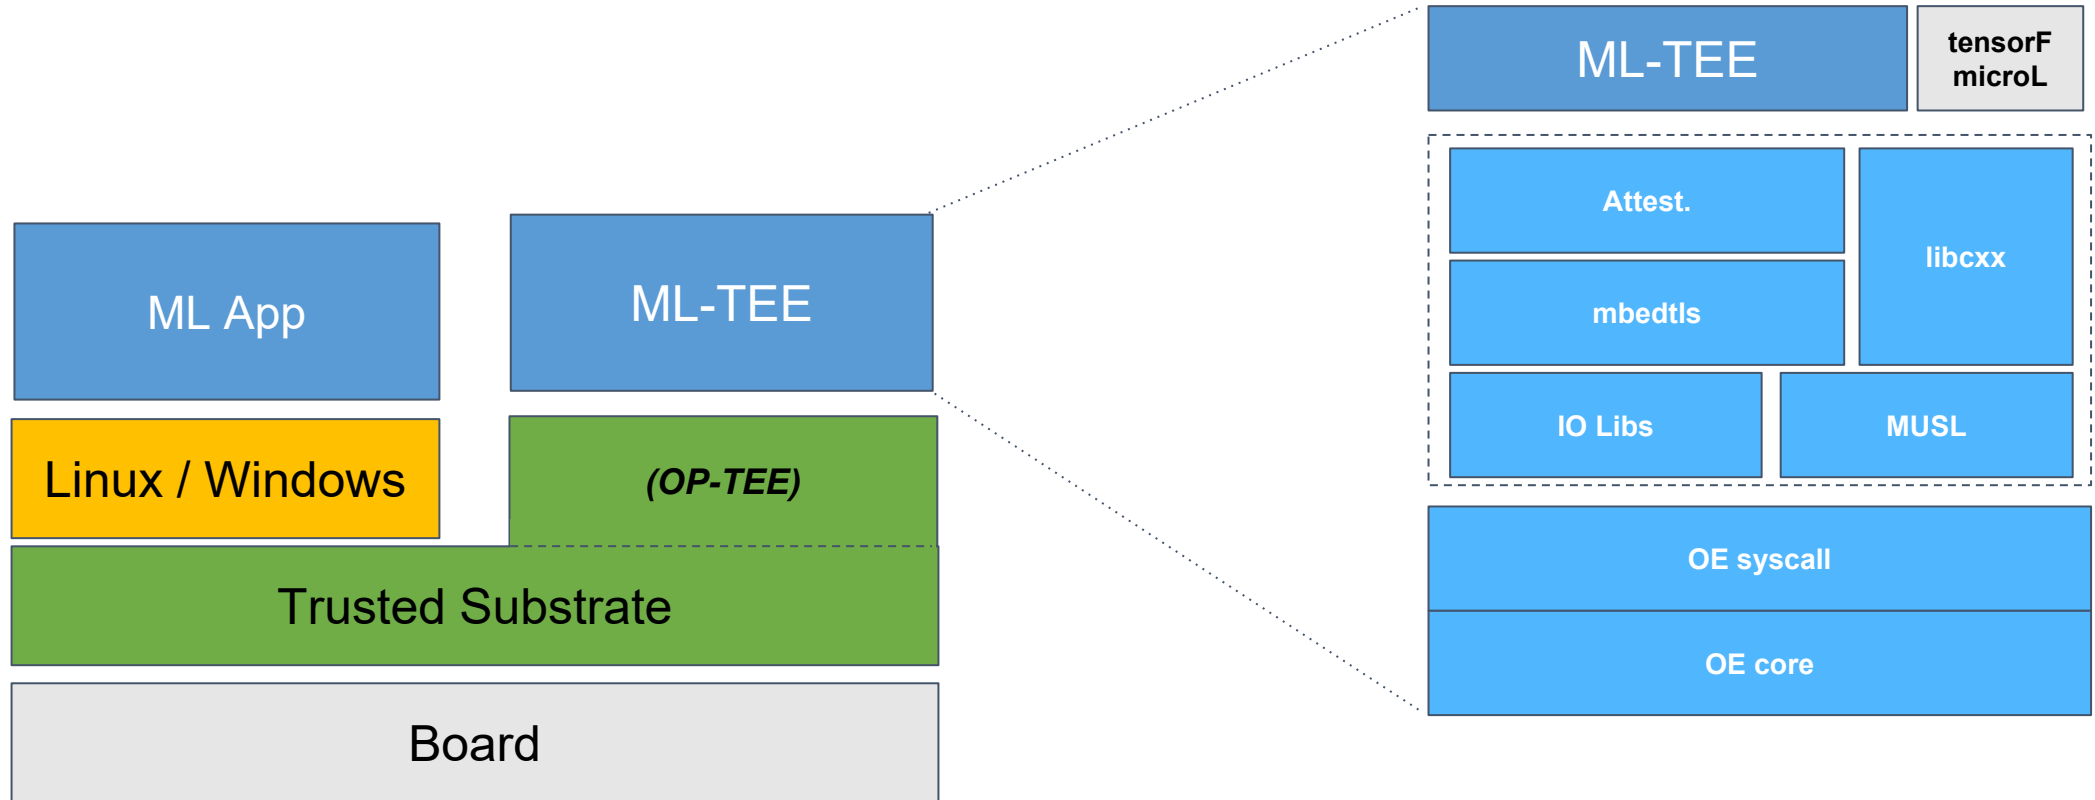 ML App
ML-TEE
Linux / Windows
(OP-TEE)
Trusted Substrate
Board
ML-TEE
tensorF
microL
Attest.
libcxx
mbedtls
IO Libs
MUSL
OE syscall
OE core